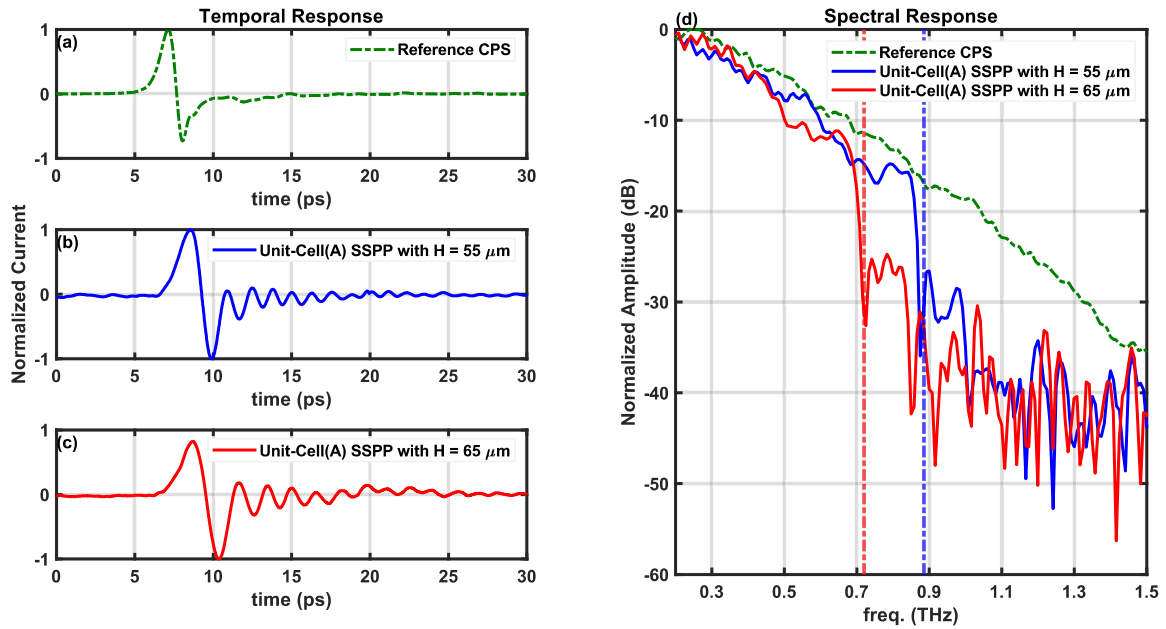 Temporal Response
(a)
Reference CPS
1
0
-1
0 5 10 15 20 25 30
time (ps)
Normalized Current
(b)
Unit-Cell(A) SSPP with H = 55 μm
1
0
-1
0 5 10 15 20 25 30
time (ps)
(c)
Unit-Cell(A) SSPP with H = 65 μm
1
0
-1
0 5 10 15 20 25 30
time (ps)
Spectral Response
(d)
Reference CPS
Unit-Cell(A) SSPP with H = 55 μm
Unit-Cell(A) SSPP with H = 65 μm
Normalized Amplitude (dB)
0
-10
-20
-30
-40
-50
-60
0.3 0.5 0.7 0.9 1.1 1.3 1.5
freq. (THz)